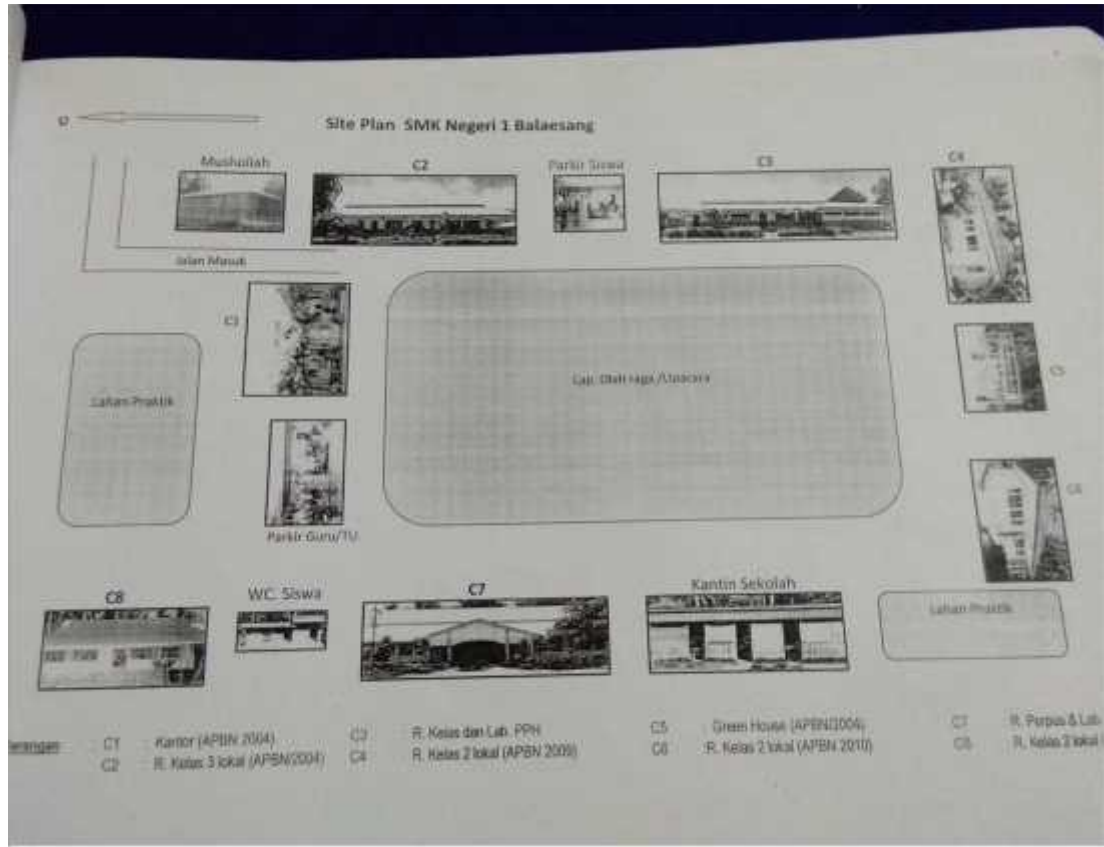 Site Plan SMK Negeri 1 Balaesang
Mushollah
C2
Parkir Siswa
C3
C4
Jalan Masuk
C1
Lahan Praktik
Lap. Olah raga /Upacara
C5
Parkir Guru/TU
C6
C8
WC. Siswa
C7
Kantin Sekolah
Lahan Praktik
C1 : Kantor (APBN 2004)
C2 R. Kelas 3 lokal (APBN/2004)
C3 R. Kelas dan Lab. PPH
C4 R. Kelas 2 lokal (APBN 2009)
C5 : Green House (APBN/2004)
C6 : R. Kelas 2 lokal (APBN 2010)
C7 R. Perpus & Lab
C8 R. Kelas 2